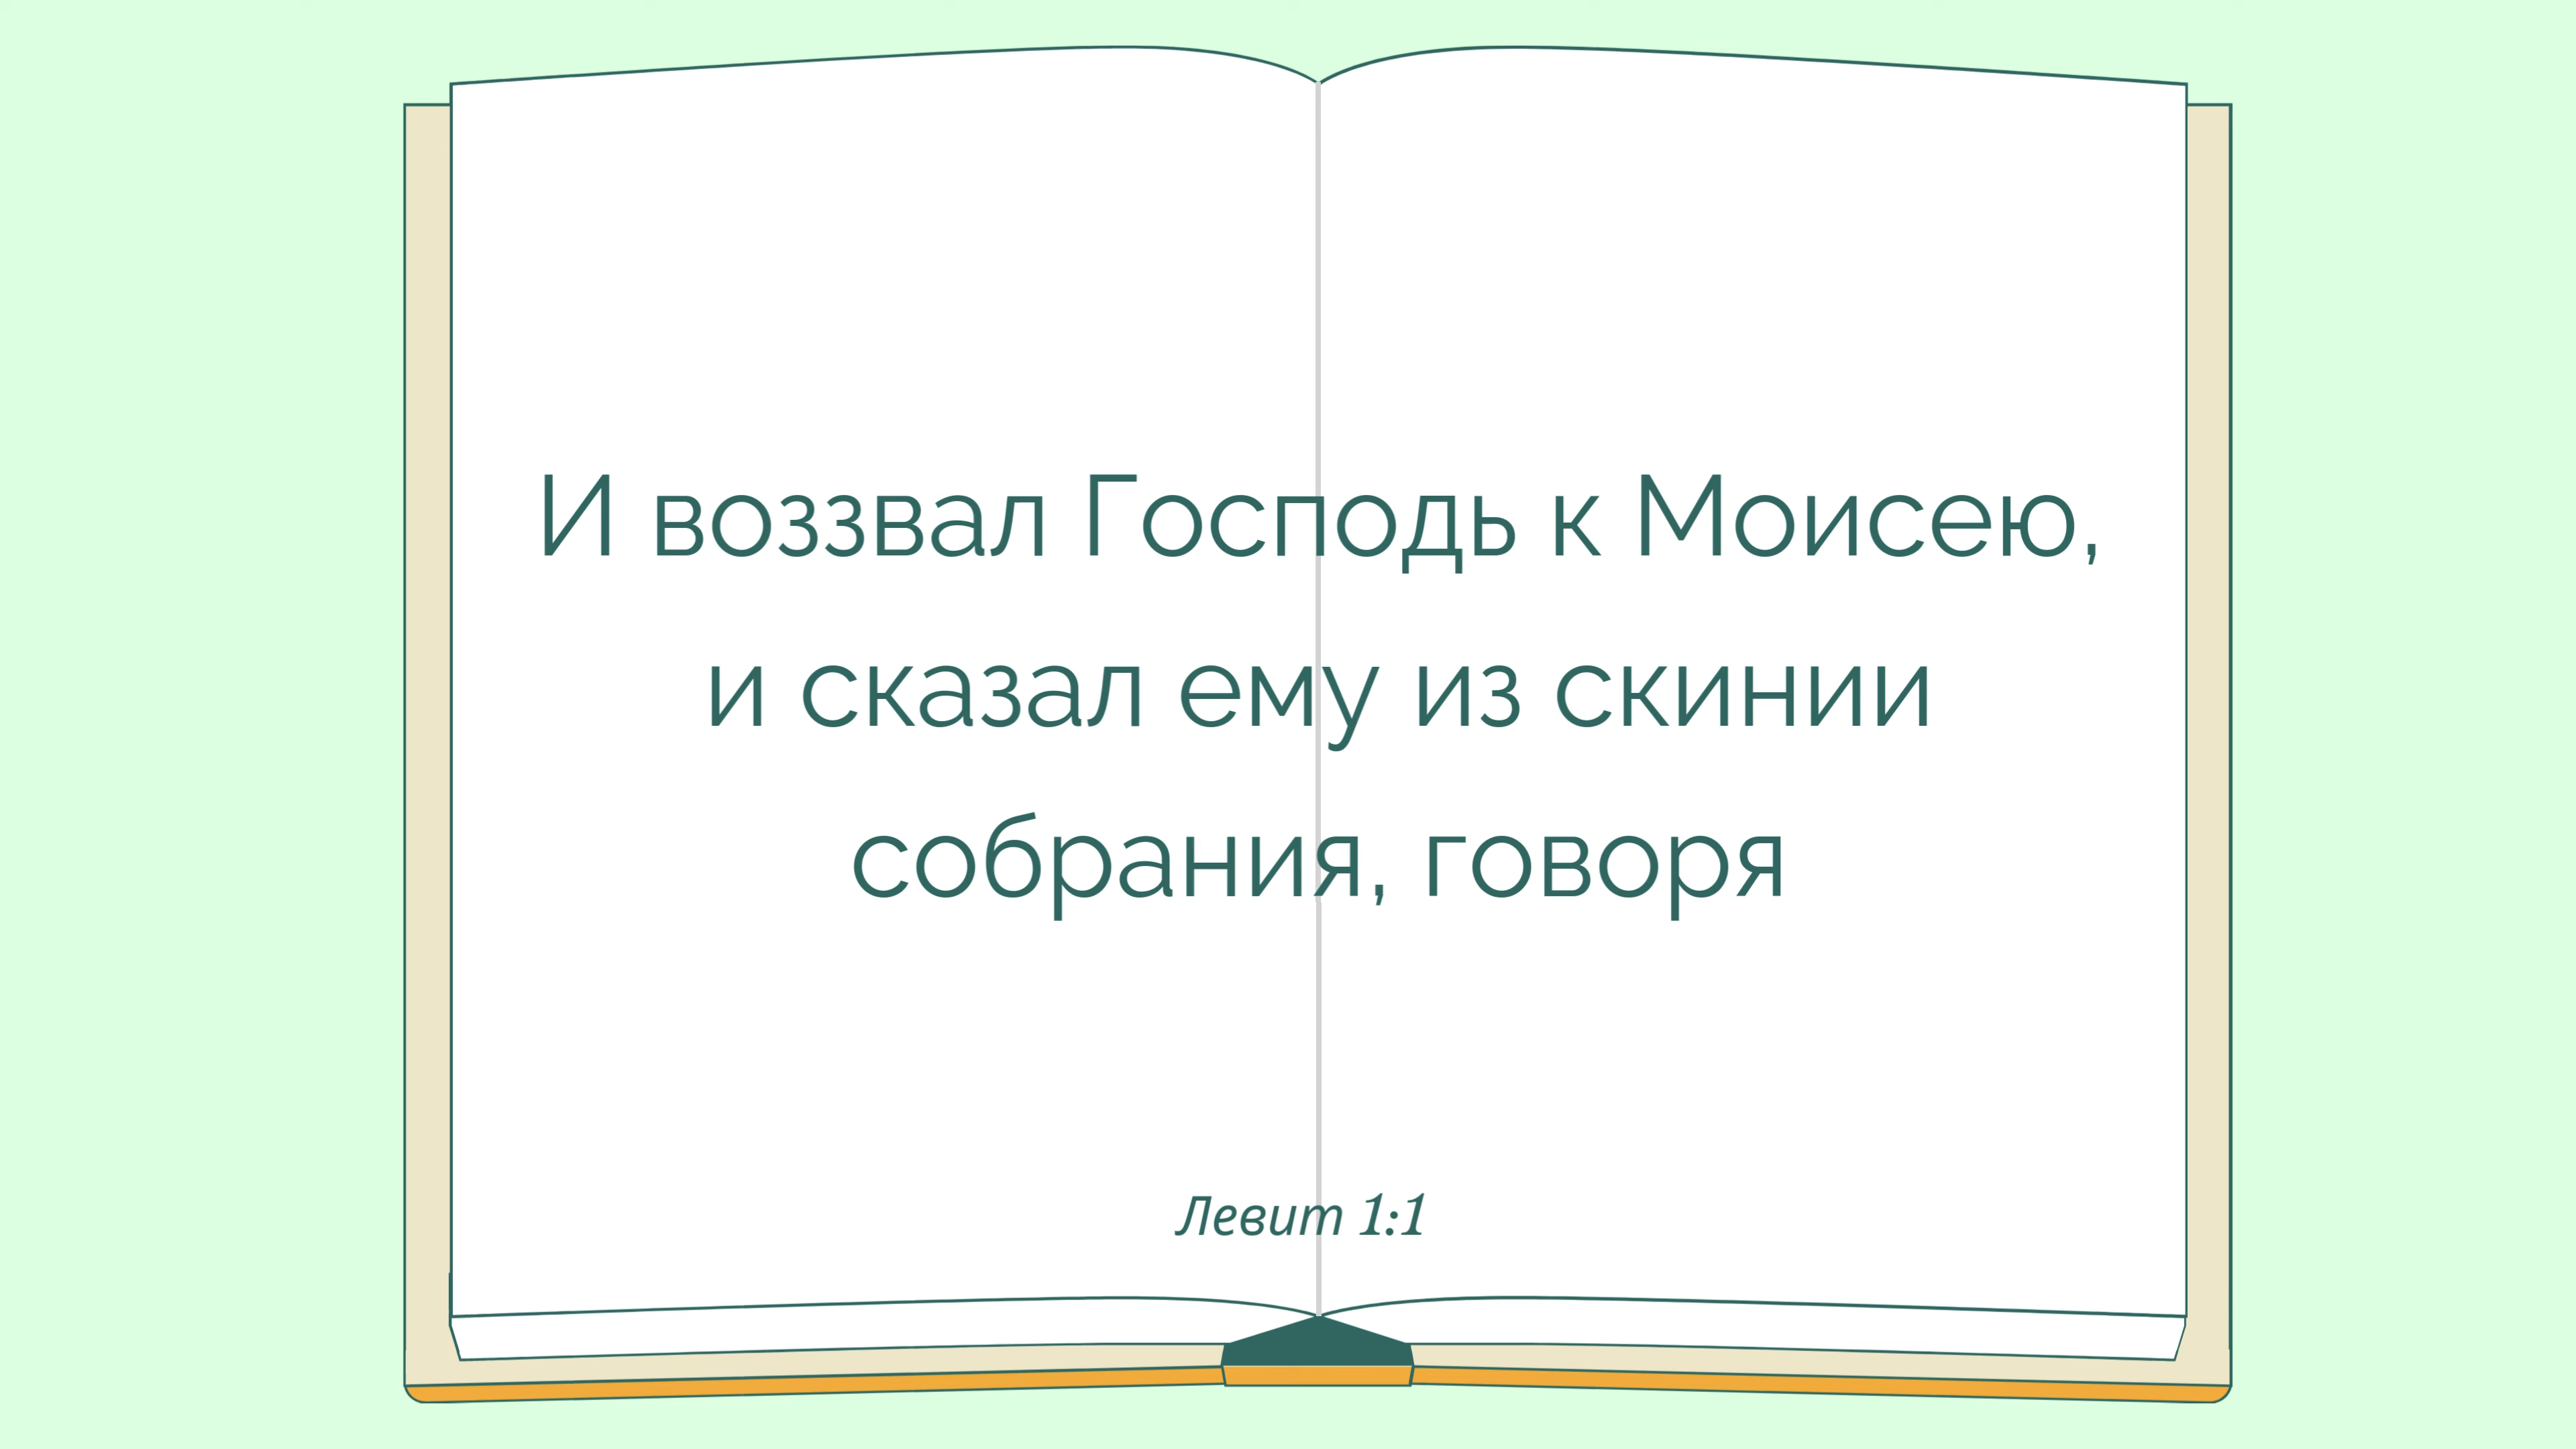 И воззвал Господь к Моисею,
и сказал ему из скинии
собрания, говоря
Левит 1:1